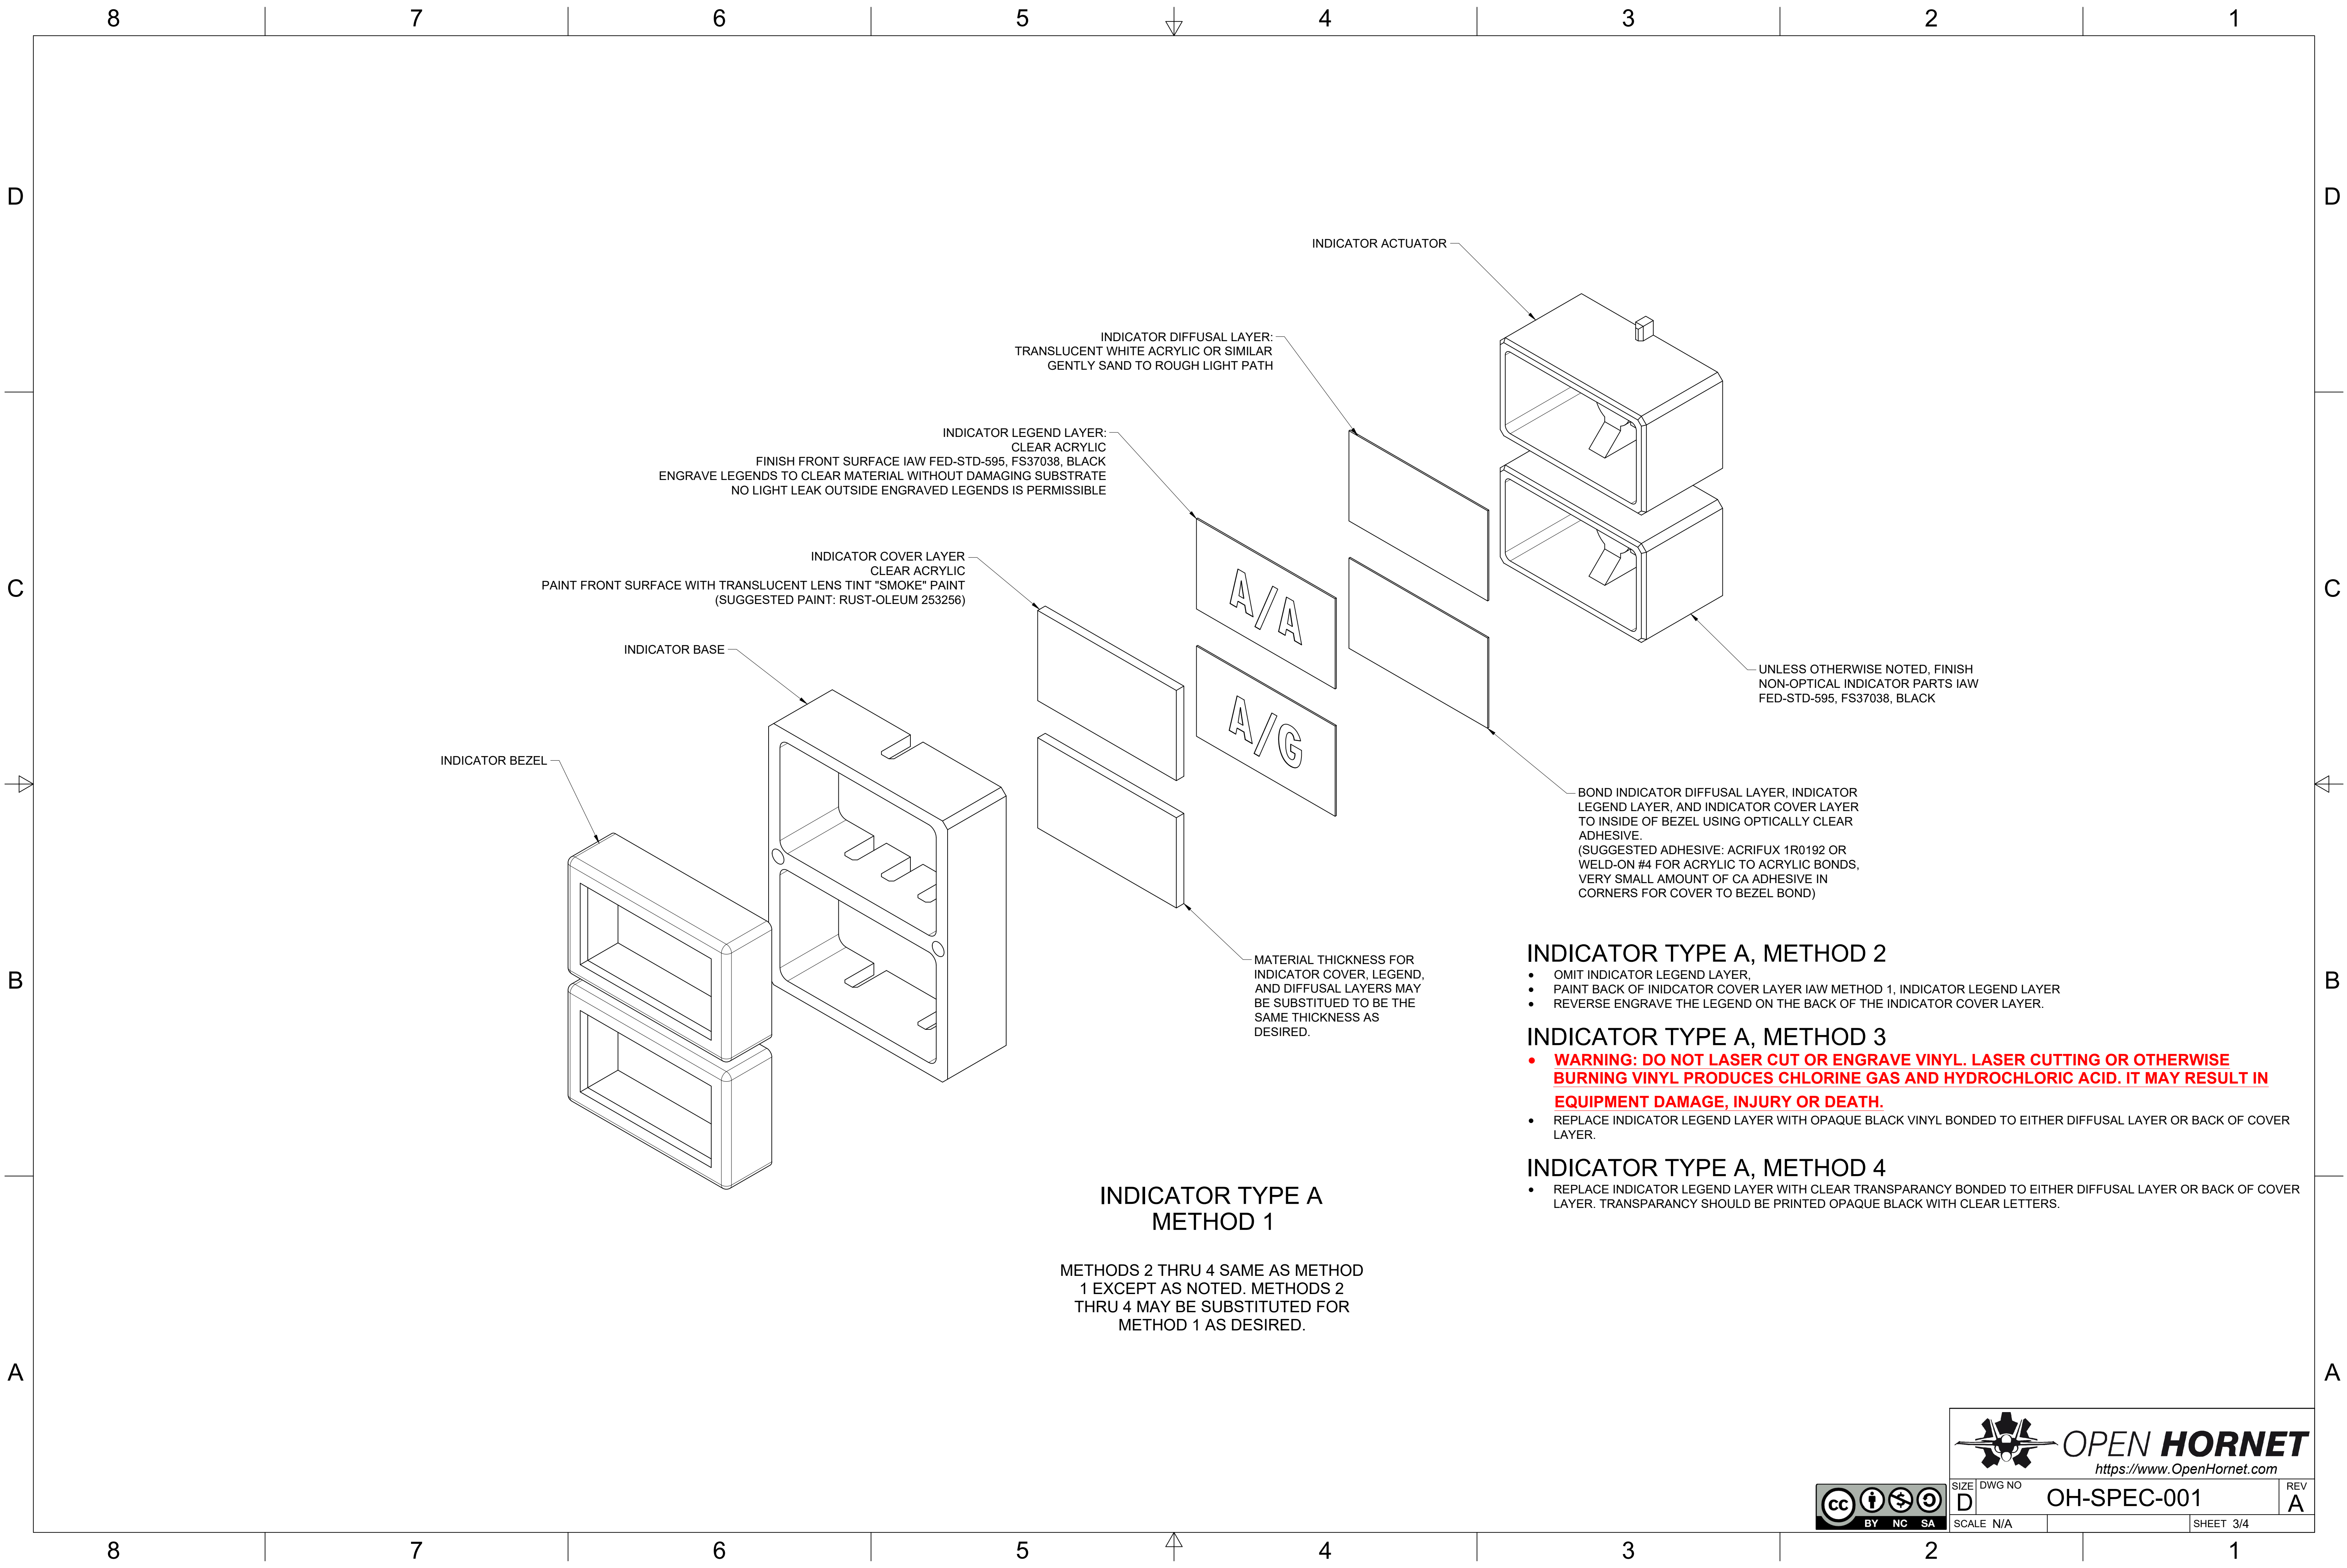 8 7 6 5 4 3 2 1
D D
INDICATOR ACTUATOR
INDICATOR DIFFUSAL LAYER:
TRANSLUCENT WHITE ACRYLIC OR SIMILAR
GENTLY SAND TO ROUGH LIGHT PATH
INDICATOR LEGEND LAYER:
CLEAR ACRYLIC
FINISH FRONT SURFACE IAW FED-STD-595, FS37038, BLACK
ENGRAVE LEGENDS TO CLEAR MATERIAL WITHOUT DAMAGING SUBSTRATE
NO LIGHT LEAK OUTSIDE ENGRAVED LEGENDS IS PERMISSIBLE
INDICATOR COVER LAYER
CLEAR ACRYLIC
PAINT FRONT SURFACE WITH TRANSLUCENT LENS TINT "SMOKE" PAINT
(SUGGESTED PAINT: RUST-OLEUM 253256)
C C
A/A
A/G
INDICATOR BASE
UNLESS OTHERWISE NOTED, FINISH
NON-OPTICAL INDICATOR PARTS IAW
FED-STD-595, FS37038, BLACK
INDICATOR BEZEL
BOND INDICATOR DIFFUSAL LAYER, INDICATOR
LEGEND LAYER, AND INDICATOR COVER LAYER
TO INSIDE OF BEZEL USING OPTICALLY CLEAR
ADHESIVE.
(SUGGESTED ADHESIVE: ACRIFUX 1R0192 OR
WELD-ON #4 FOR ACRYLIC TO ACRYLIC BONDS,
VERY SMALL AMOUNT OF CA ADHESIVE IN
CORNERS FOR COVER TO BEZEL BOND)
MATERIAL THICKNESS FOR
INDICATOR COVER, LEGEND,
AND DIFFUSAL LAYERS MAY
BE SUBSTITUED TO BE THE
SAME THICKNESS AS
DESIRED.
B B
INDICATOR TYPE A, METHOD 2
• OMIT INDICATOR LEGEND LAYER,
• PAINT BACK OF INIDCATOR COVER LAYER IAW METHOD 1, INDICATOR LEGEND LAYER
• REVERSE ENGRAVE THE LEGEND ON THE BACK OF THE INDICATOR COVER LAYER.
INDICATOR TYPE A, METHOD 3
• WARNING: DO NOT LASER CUT OR ENGRAVE VINYL. LASER CUTTING OR OTHERWISE
BURNING VINYL PRODUCES CHLORINE GAS AND HYDROCHLORIC ACID. IT MAY RESULT IN
EQUIPMENT DAMAGE, INJURY OR DEATH.
• REPLACE INDICATOR LEGEND LAYER WITH OPAQUE BLACK VINYL BONDED TO EITHER DIFFUSAL LAYER OR BACK OF COVER
LAYER.
INDICATOR TYPE A, METHOD 4
• REPLACE INDICATOR LEGEND LAYER WITH CLEAR TRANSPARANCY BONDED TO EITHER DIFFUSAL LAYER OR BACK OF COVER
LAYER. TRANSPARANCY SHOULD BE PRINTED OPAQUE BLACK WITH CLEAR LETTERS.
INDICATOR TYPE A
METHOD 1
METHODS 2 THRU 4 SAME AS METHOD
1 EXCEPT AS NOTED. METHODS 2
THRU 4 MAY BE SUBSTITUTED FOR
METHOD 1 AS DESIRED.
A A
OPEN HORNET
https://www.OpenHornet.com
cc BY NC SA
SIZE D DWG NO OH-SPEC-001 REV A
SCALE N/A SHEET 3/4
8 7 6 5 4 3 2 1